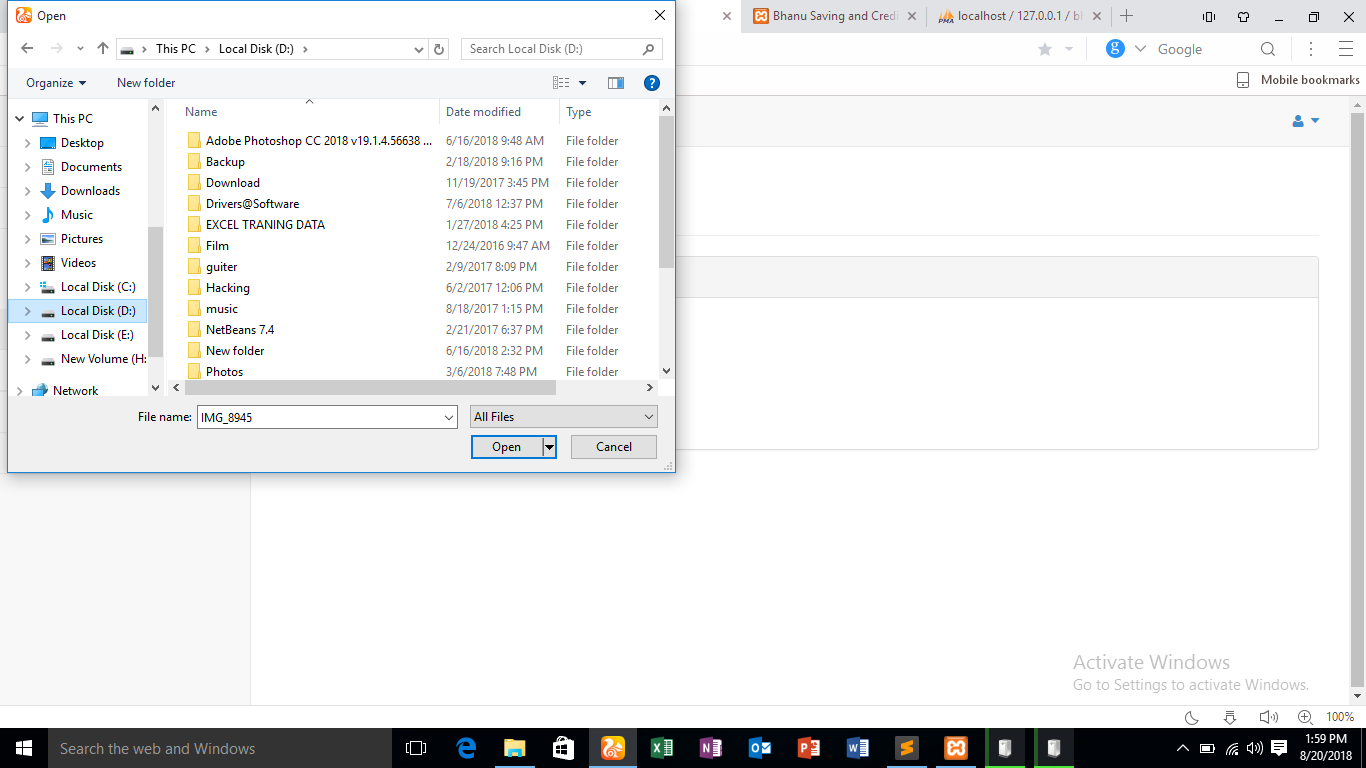 Open
Bhanu Saving and Credi
localhost / 127.0.0.1 / bh
This PC
Local Disk (D:)
Search Local Disk (D:)
Google
Organize
New folder
Mobile bookmarks
Name
Date modified
Type
This PC
Desktop
Documents
Downloads
Music
Pictures
Videos
Local Disk (C:)
Local Disk (D:)
Local Disk (E:)
New Volume (H:
Network
Adobe Photoshop CC 2018 v19.1.4.56638 ... 6/16/2018 9:48 AM File folder
Backup 2/18/2018 9:16 PM File folder
Download 11/19/2017 3:45 PM File folder
Drivers@Software 7/6/2018 12:37 PM File folder
EXCEL TRANING DATA 1/27/2018 4:25 PM File folder
Film 12/24/2016 9:47 AM File folder
guiter 2/9/2017 8:09 PM File folder
Hacking 6/2/2017 12:06 PM File folder
music 8/18/2017 1:15 PM File folder
NetBeans 7.4 2/21/2017 6:37 PM File folder
New folder 6/16/2018 2:32 PM File folder
Photos 3/6/2018 7:48 PM File folder
File name: IMG_8945
All Files
Open
Cancel
Activate Windows
Go to Settings to activate Windows.
100%
Search the web and Windows
1:59 PM
8/20/2018